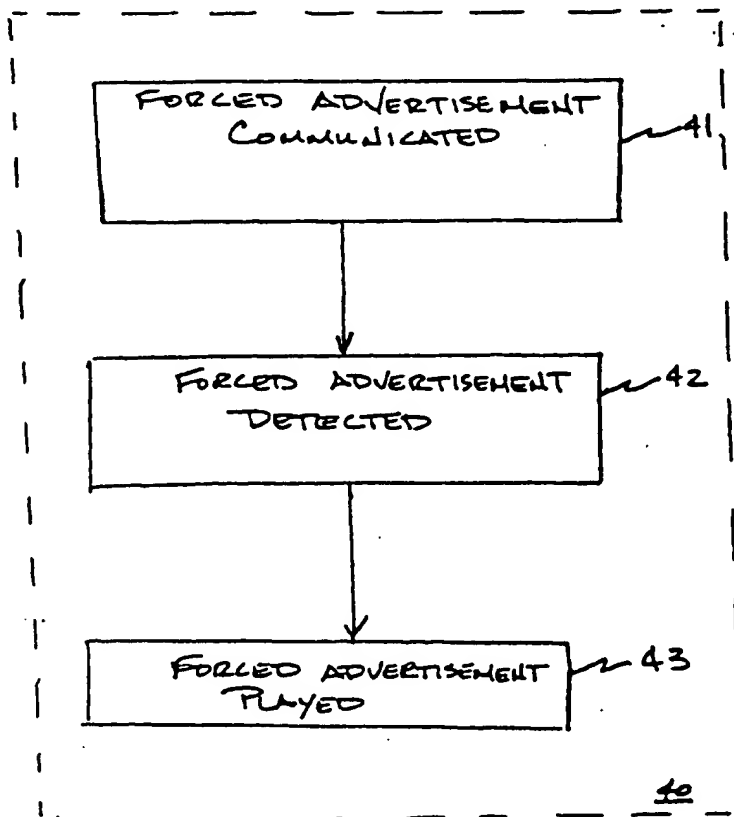 FORCED ADVERTISEMENT
COMMUNICATED
41
FORCED ADVERTISEMENT
DETECTED
42
FORCED ADVERTISEMENT
PLAYED
43
40